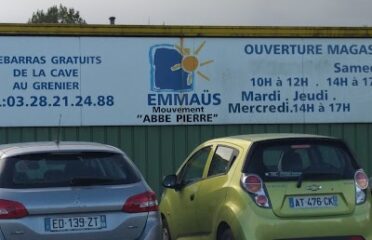 EBARRAS GRATUITS
DE LA CAVE
AU GRENIER
:03.28.21.24.88
EMMAÜS
Mouvement
"ABBE PIERRE"
OUVERTURE MAGAS
Samed
10H à 12H . 14H à 17
Mardi . Jeudi .
Mercredi.14H à 17H
ED·139·ZT
AT·476·CK